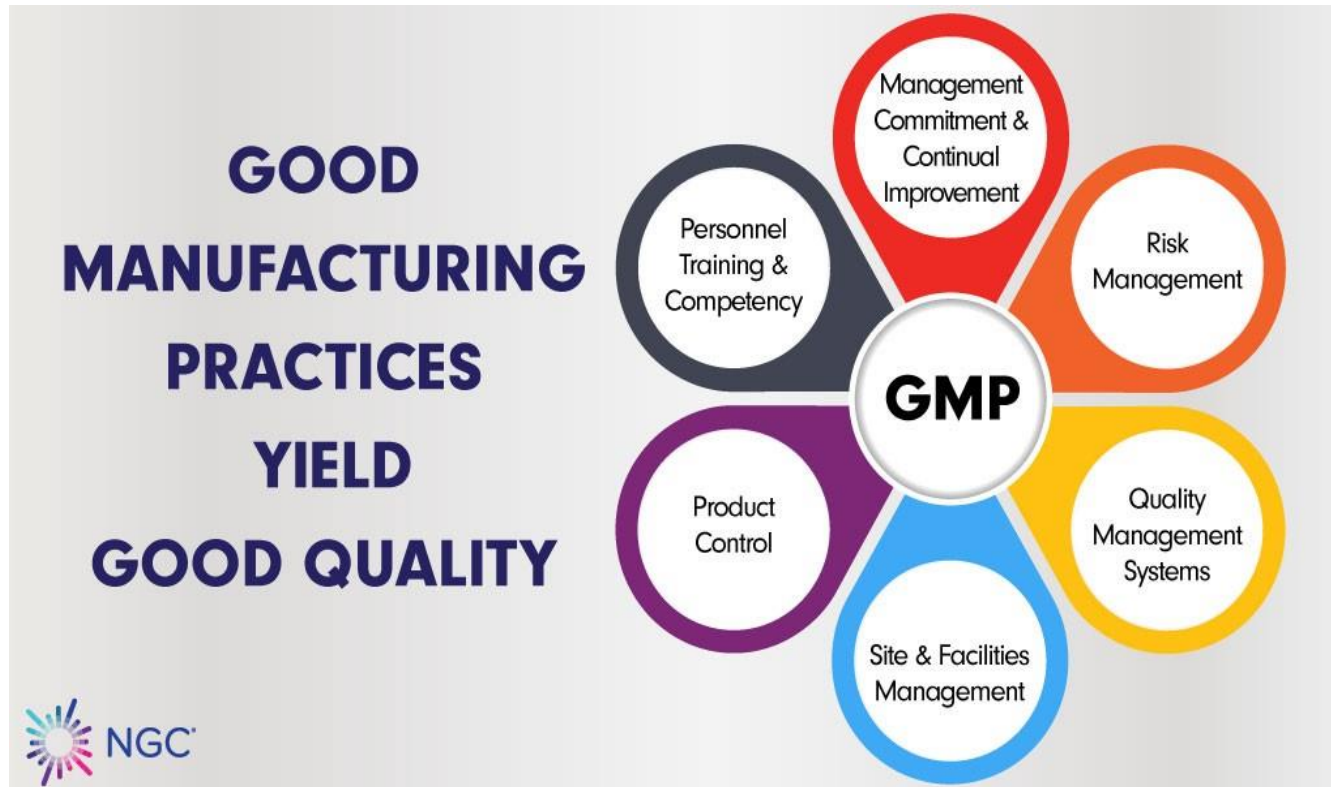 GOOD
MANUFACTURING
PRACTICES
YIELD
GOOD QUALITY
Management
Commitment &
Continual
Improvement
Risk
Management
Quality
Management
Systems
Site & Facilities
Management
Product
Control
Personnel
Training &
Competency
GMP
NGC®